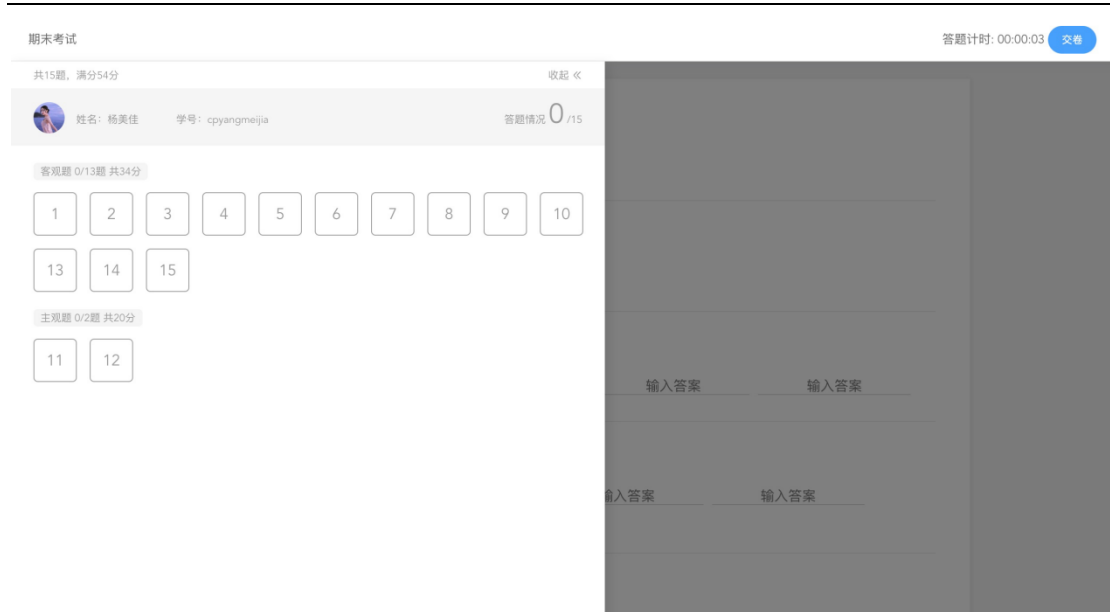 期末考试
答题计时: 00:00:03 交卷
共15题，满分54分 收起 《
姓名：杨美佳 学号：cpyangmeijia 答题情况 0 /15
客观题 0/13题 共34分
1 2 3 4 5 6 7 8 9 10
13 14 15
主观题 0/2题 共20分
11 12
输入答案 输入答案
输入答案 输入答案